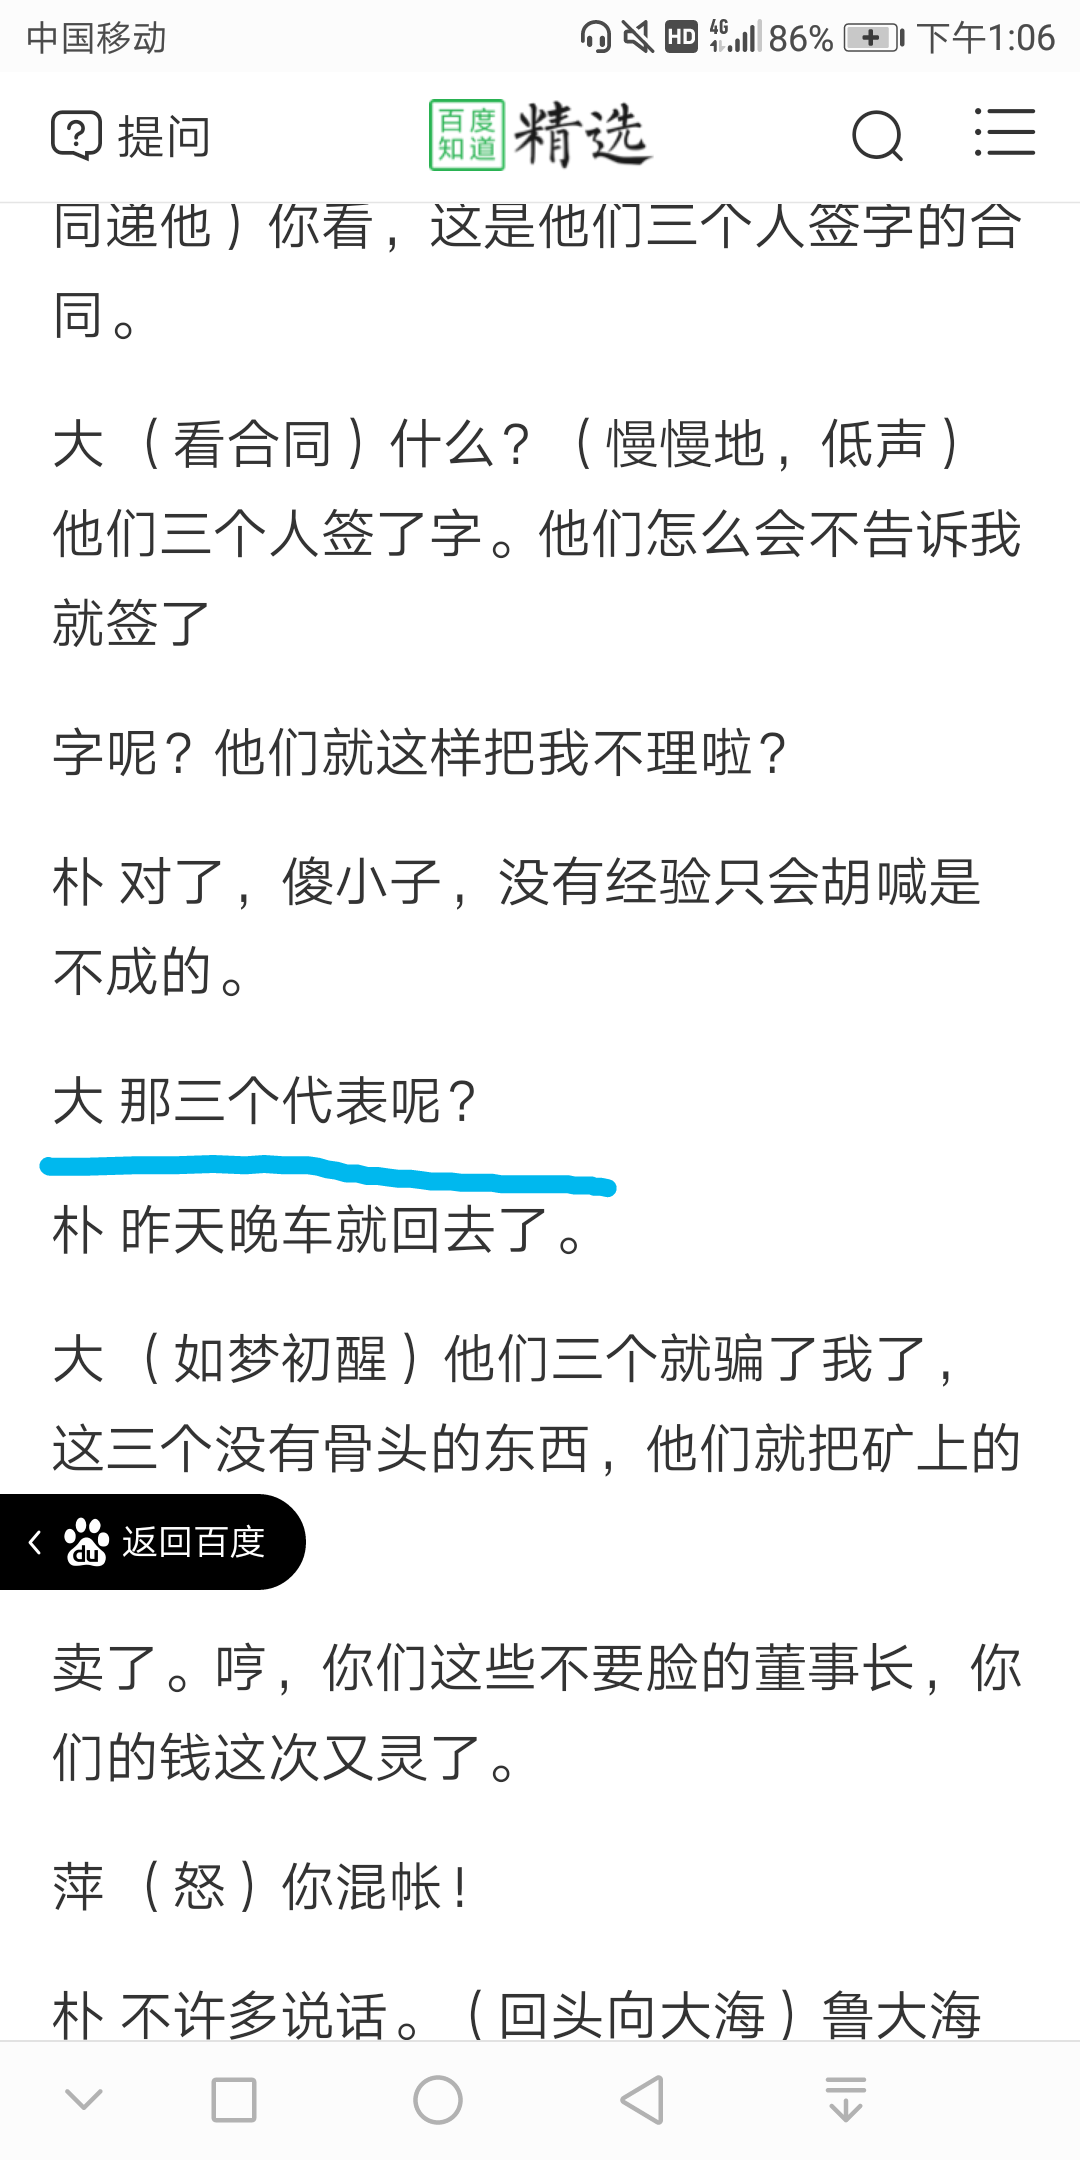 中国移动 HD 4G 86% 下午1:06
提问 百度知道 精选
同递他）你看，这是他们三个人签字的合
同。
大 （看合同）什么？（慢慢地，低声）
他们三个人签了字。他们怎么会不告诉我
就签了
字呢？他们就这样把我不理啦？
朴 对了，傻小子，没有经验只会胡喊是
不成的。
大 那三个代表呢？
朴 昨天晚车就回去了。
大 （如梦初醒）他们三个就骗了我了，
这三个没有骨头的东西，他们就把矿上的
du 返回百度
卖了。哼，你们这些不要脸的董事长，你
们的钱这次又灵了。
萍 （怒）你混帐！
朴 不许多说话。（回头向大海）鲁大海